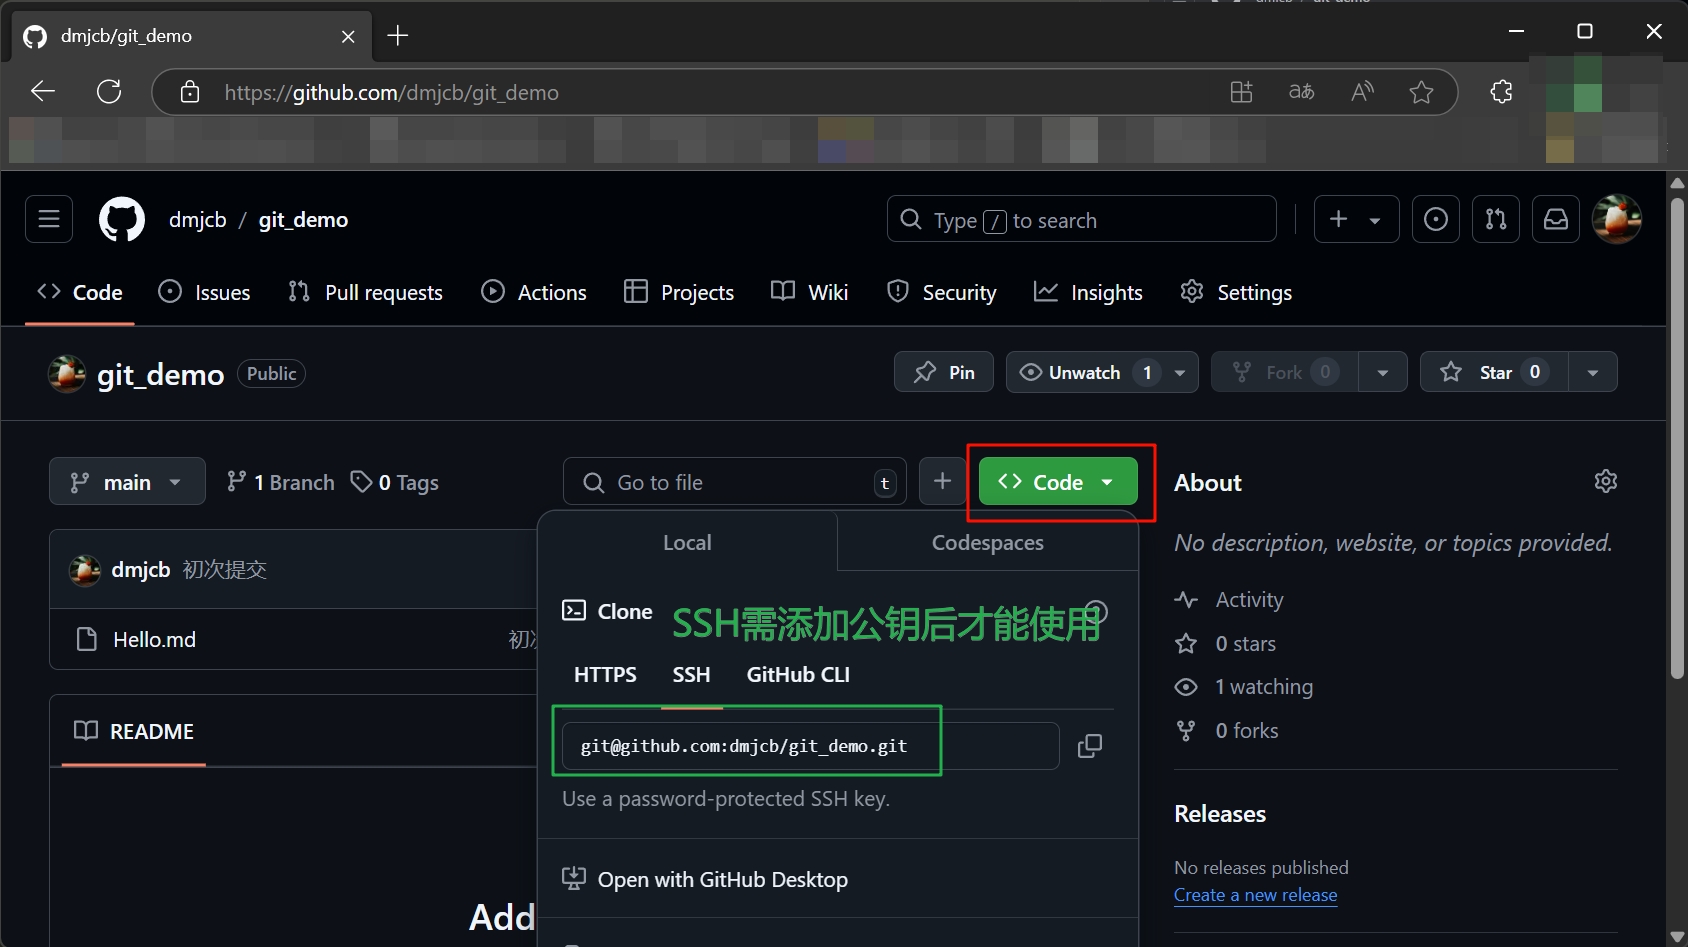 dmjcb/git_demo
https://github.com/dmjcb/git_demo
dmjcb / git_demo
Type / to search
Code
Issues
Pull requests
Actions
Projects
Wiki
Security
Insights
Settings
git_demo Public
Pin
Unwatch 1
Fork 0
Star 0
main
1 Branch
0 Tags
Go to file t
Code
About
No description, website, or topics provided.
Activity
0 stars
1 watching
0 forks
Releases
No releases published
Create a new release
dmjcb 初次提交
Hello.md
初次
README
Add
Local
Codespaces
Clone
SSH需添加公钥后才能使用
HTTPS
SSH
GitHub CLI
git@github.com:dmjcb/git_demo.git
Use a password-protected SSH key.
Open with GitHub Desktop